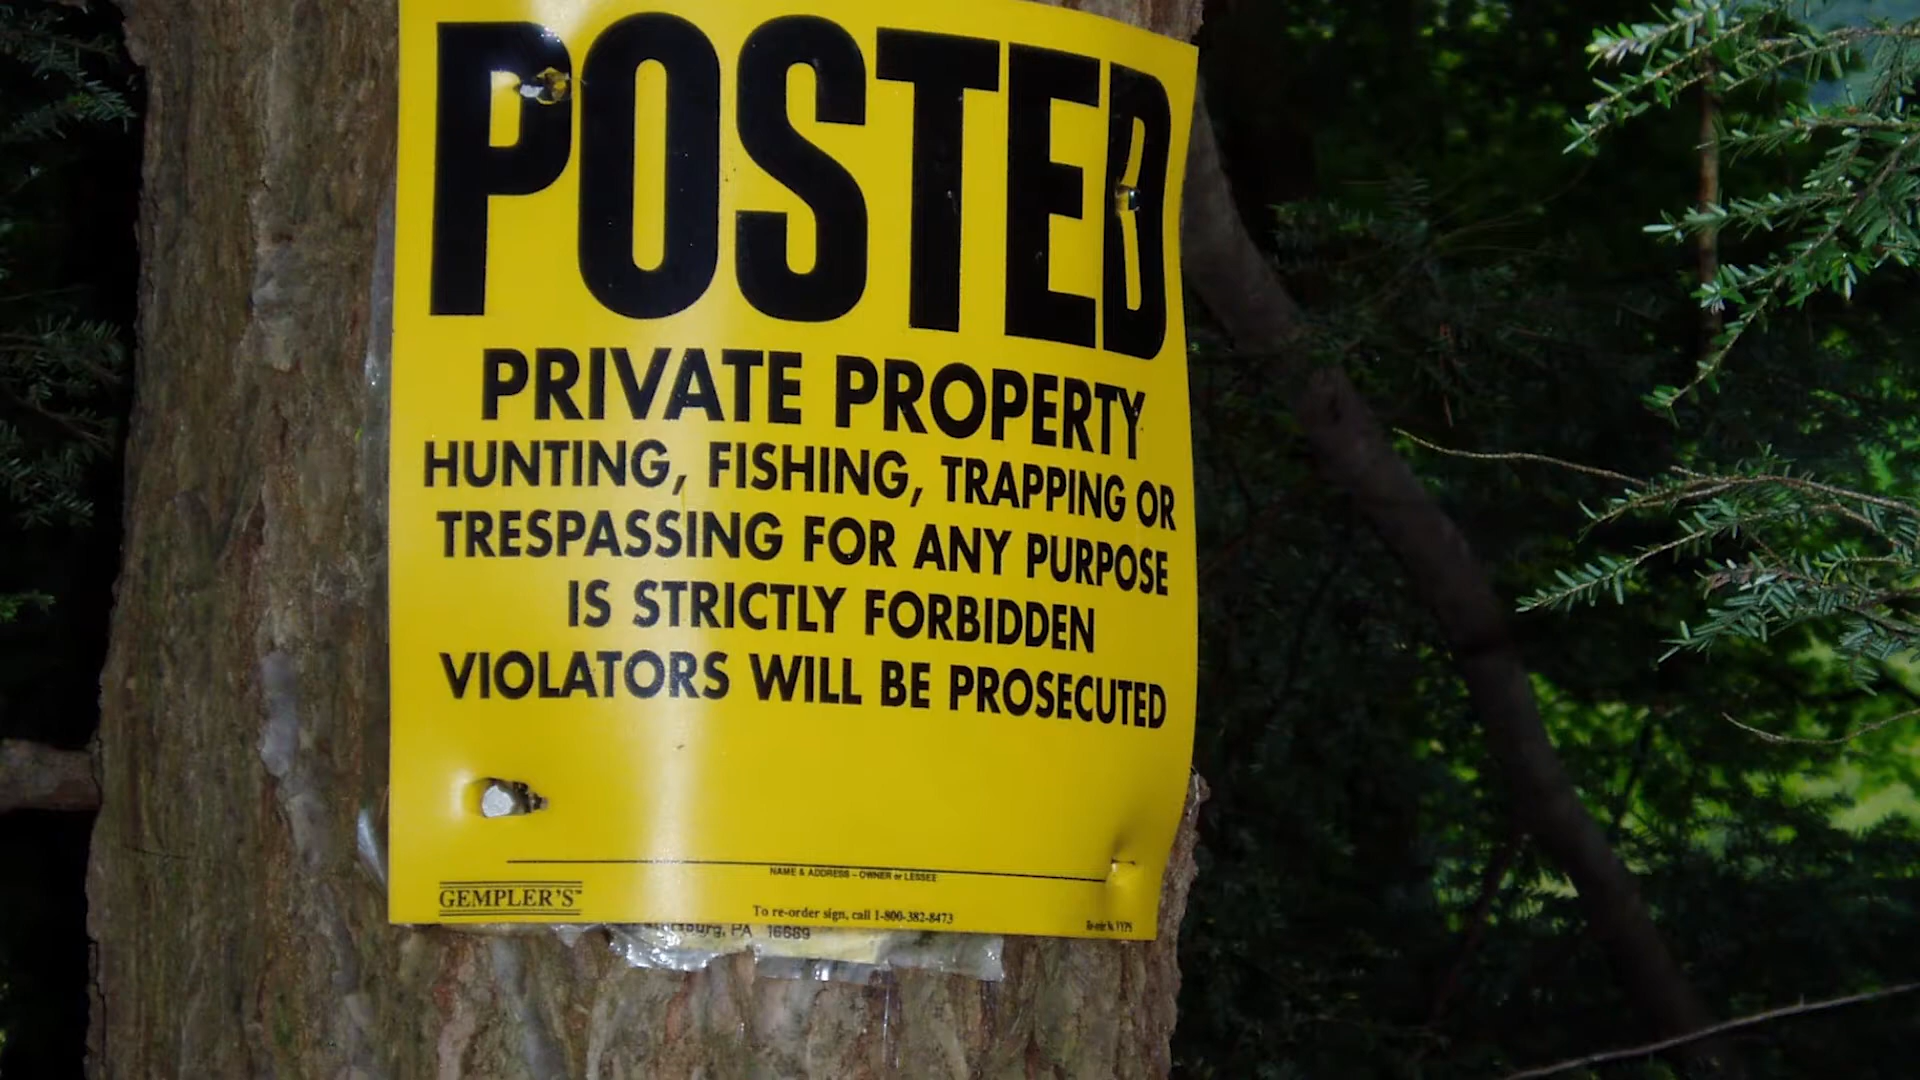 POSTED
PRIVATE PROPERTY
HUNTING, FISHING, TRAPPING OR
TRESPASSING FOR ANY PURPOSE
IS STRICTLY FORBIDDEN
VIOLATORS WILL BE PROSECUTED
NAME & ADDRESS - OWNER or LESSEE
GEMPLER'S™
To re-order sign, call 1-800-382-8473
PA 16669